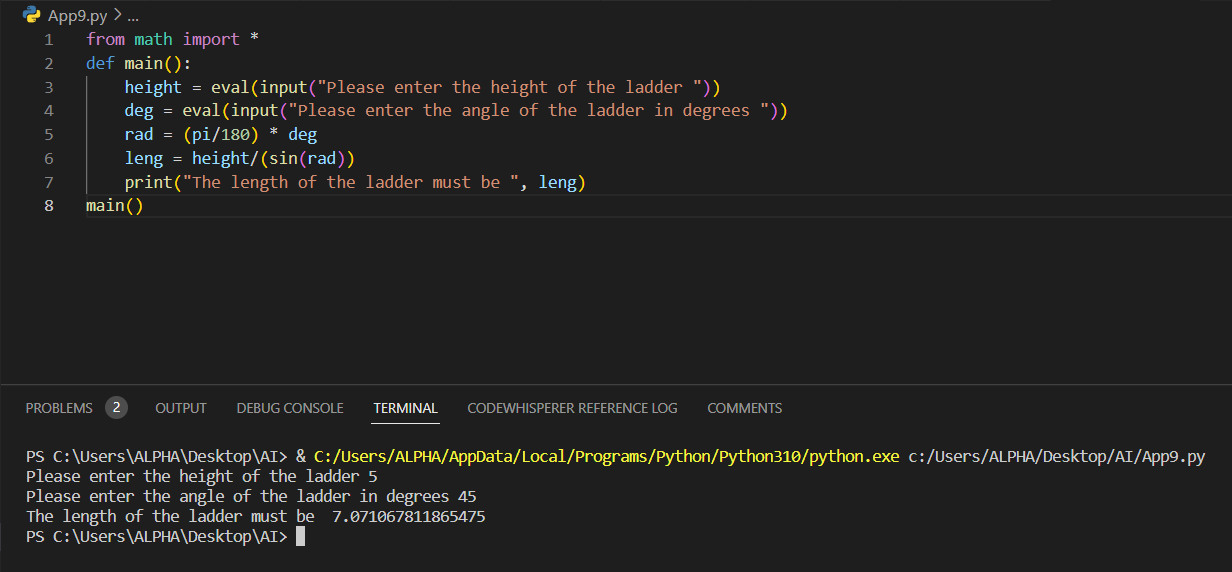 App9.py > ...
1 from math import *
2 def main():
3     height = eval(input("Please enter the height of the ladder "))
4     deg = eval(input("Please enter the angle of the ladder in degrees "))
5     rad = (pi/180) * deg
6     leng = height/(sin(rad))
7     print("The length of the ladder must be ", leng)
8 main()
PROBLEMS 2 OUTPUT DEBUG CONSOLE TERMINAL CODEWHISPERER REFERENCE LOG COMMENTS
PS C:\Users\ALPHA\Desktop\AI> & C:/Users/ALPHA/AppData/Local/Programs/Python/Python310/python.exe c:/Users/ALPHA/Desktop/AI/App9.py
Please enter the height of the ladder 5
Please enter the angle of the ladder in degrees 45
The length of the ladder must be  7.071067811865475
PS C:\Users\ALPHA\Desktop\AI>